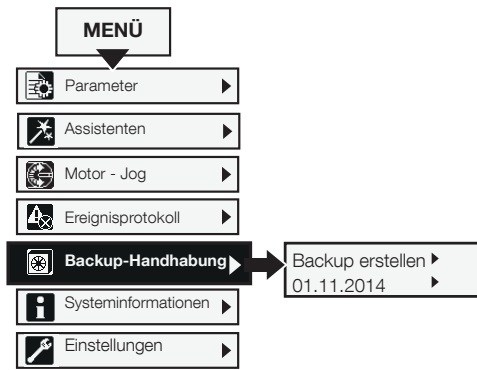 MENÜ
Parameter
Assistenten
Motor - Jog
Ereignisprotokoll
Backup-Handhabung
Backup erstellen
01.11.2014
Systeminformationen
Einstellungen